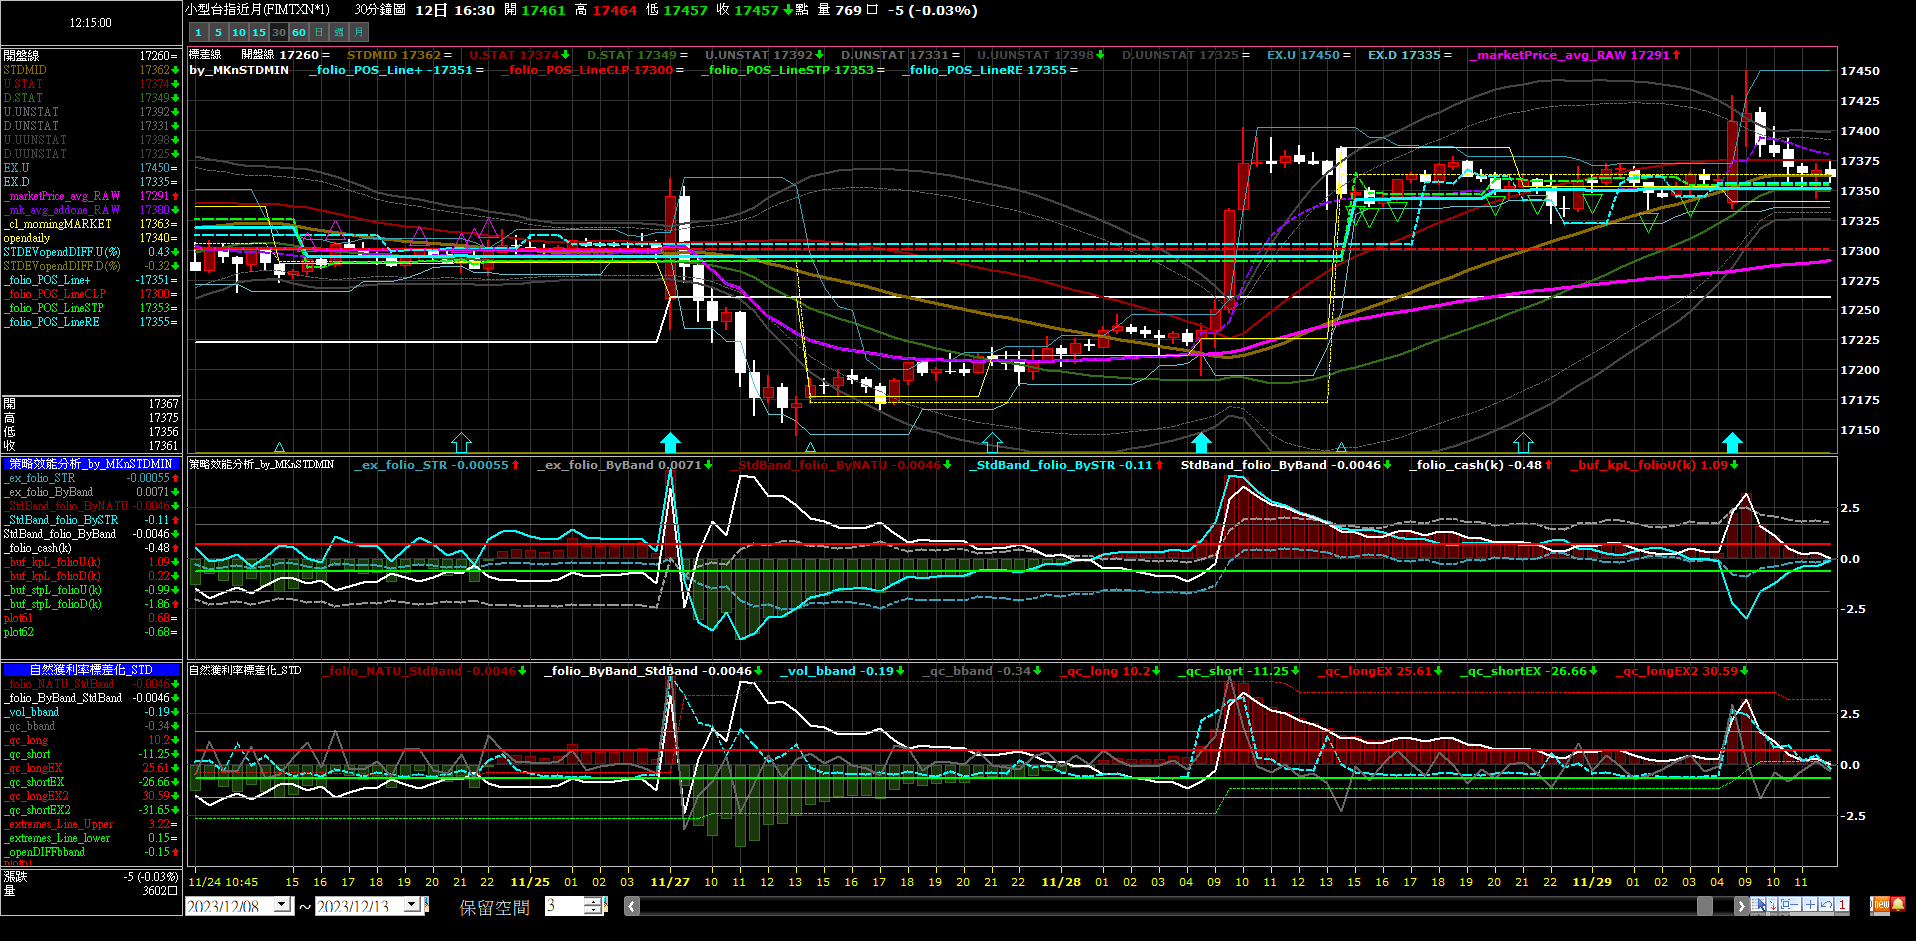 12:15:00
小型台指近月(FIMTXN*1) 30分鐘圖 12日 16:30 開 17461 高 17464 低 17457 收 17457 點 量 769口 -5 (-0.03%)
1 5 10 15 30 60 日 週 月
標差線 開盤線 17260 = STDMID 17362 = U.STAT 17374 D.STAT 17349 = U.UNSTAT 17392 D.UNSTAT 17331 = U.UUNSTAT 17398 D.UUNSTAT 17325 = EX.U 17450 = EX.D 17335 = _marketPrice_avg_RAW 17291
by_MKnSTDMIN _folio_POS_Line+ -17351 = _folio_POS_LineCLP 17300 = _folio_POS_LineSTP 17353 = _folio_POS_LineRE 17355 =
開盤線 17260=
STDMID 17362
U.STAT 17374
D.STAT 17349
U.UNSTAT 17392
D.UNSTAT 17331
U.UUNSTAT 17398
D.UUNSTAT 17325
EX.U 17450=
EX.D 17335=
_marketPrice_avg_RAW 17291
_mk_avg_addons_RAW 17380
_cl_morningMARKET 17363=
opendaily 17340=
STDEVopendDIFF.U(%) 0.43
STDEVopendDIFF.D(%) -0.32
_folio_POS_Line+ -17351=
_folio_POS_LineCLP 17300=
_folio_POS_LineSTP 17353=
_folio_POS_LineRE 17355=
開 17367
高 17375
低 17356
收 17361
17450
17425
17400
17375
17350
17325
17300
17275
17250
17225
17200
17175
17150
策略效能分析_by_MKnSTDMIN
_ex_folio_STR -0.00055
_ex_folio_ByBand 0.0071
_StdBand_folio_ByNATU -0.0046
_StdBand_folio_BySTR -0.11
StdBand_folio_ByBand -0.0046
_folio_cash(k) -0.48
_buf_kpL_folioU(k) 1.09
_buf_kpL_folioD(k) 0.22
_buf_stpL_folioU(k) -0.99
_buf_stpL_folioD(k) -1.86
plot61 0.68=
plot62 -0.68=
策略效能分析_by_MKnSTDMIN _ex_folio_STR -0.00055 _ex_folio_ByBand 0.0071 _StdBand_folio_ByNATU -0.0046 _StdBand_folio_BySTR -0.11 StdBand_folio_ByBand -0.0046 _folio_cash(k) -0.48 _buf_kpL_folioU(k) 1.09
2.5
0.0
-2.5
自然獲利率標差化_STD
_folio_NATU_StdBand -0.0046
_folio_ByBand_StdBand -0.0046
_vol_bband -0.19
_qc_bband -0.34
_qc_long 10.2
_qc_short -11.25
_qc_longEX 25.61
_qc_shortEX -26.66
_qc_longEX2 30.59
_qc_shortEX2 -31.65
_extremes_Line_Upper 3.22=
_extremes_Line_lower 0.15=
_openDIFFbband -0.15
漲跌 -5 (-0.03%)
量 3602口
自然獲利率標差化_STD _folio_NATU_StdBand -0.0046 _folio_ByBand_StdBand -0.0046 _vol_bband -0.19 _qc_bband -0.34 _qc_long 10.2 _qc_short -11.25 _qc_longEX 25.61 _qc_shortEX -26.66 _qc_longEX2 30.59
2.5
0.0
-2.5
11/24 10:45 15 16 17 18 19 20 21 22 11/25 01 02 03 11/27 10 11 12 13 15 16 17 18 19 20 21 22 11/28 01 02 03 04 09 10 11 12 13 15 16 17 18 19 20 21 22 11/29 01 02 03 04 09 10 11
2023/12/08 ~ 2023/12/13 保留空間 3
1 new